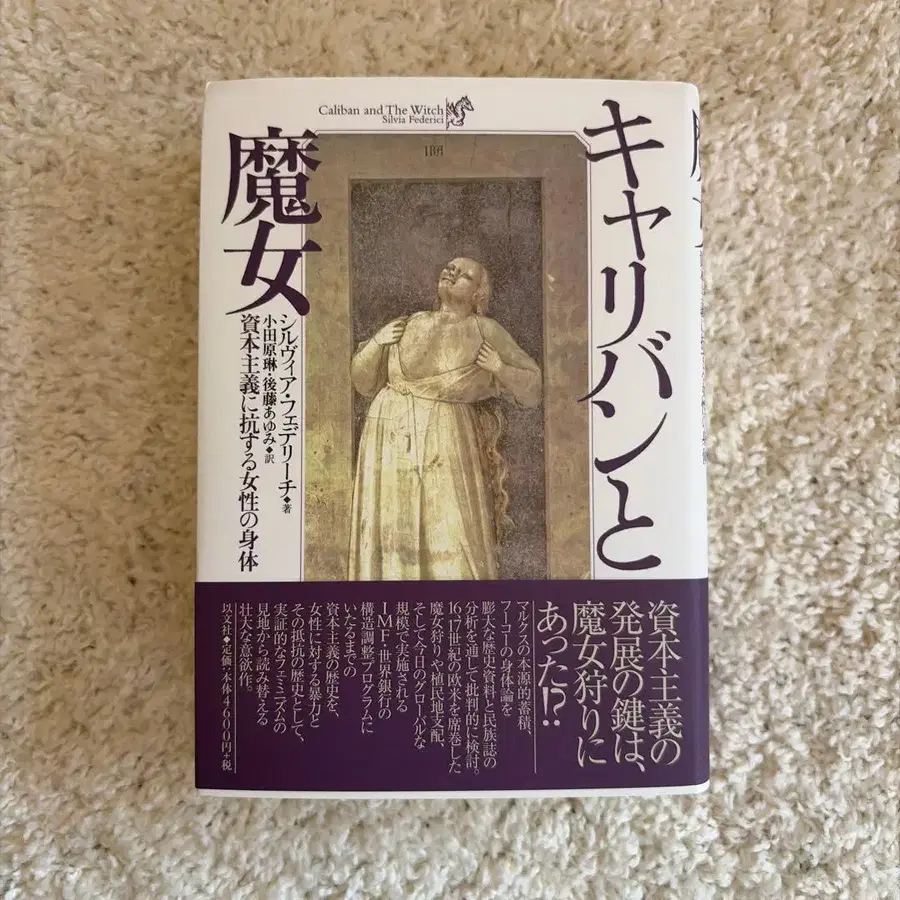 Caliban and The Witch
Silvia Federici
キャリバンと
魔女
シルヴィア・フェデリーチ◆著
小田原琳・後藤あゆみ◆訳
資本主義に抗する女性の身体
資本主義の
発展の鍵は、
魔女狩りに
あった!?
マルクスの本源的蓄積、
フーコーの身体論を
膨大な歴史資料と民族誌の
分析を通して批判的に検討。
16・17世紀の欧米を席巻した
魔女狩りや植民地支配、
そして今日のグローバルな
規模で実施される
IMF・世界銀行の
構造調整プログラムに
いたるまでの
資本主義の歴史を、
女性に対する暴力と
その抵抗の歴史として、
実証的なフェミニズムの
見地から読み替える
壮大な意欲作。
以文社◆定価・本体4600円+税